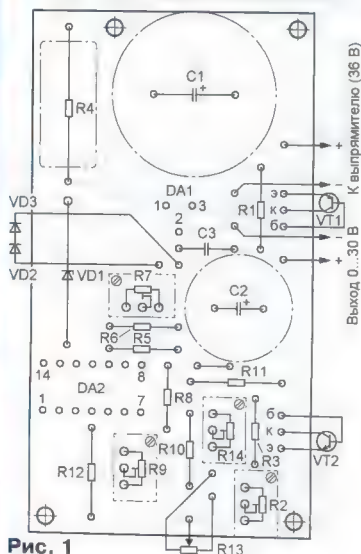 C1
+
R4
К выпрямителю (36 В)
+
−
DA1
1 3
2
R1
э
к
б
VT1
VD3
VD2
VD1
C3
−
+
Выход 0...30 В
R7
C2
+
R6
R5
14 8
DA2
1 7
R8
R11
б
к
э
VT2
R12
R9
R10
R14
R3
R2
R13
Рис. 1